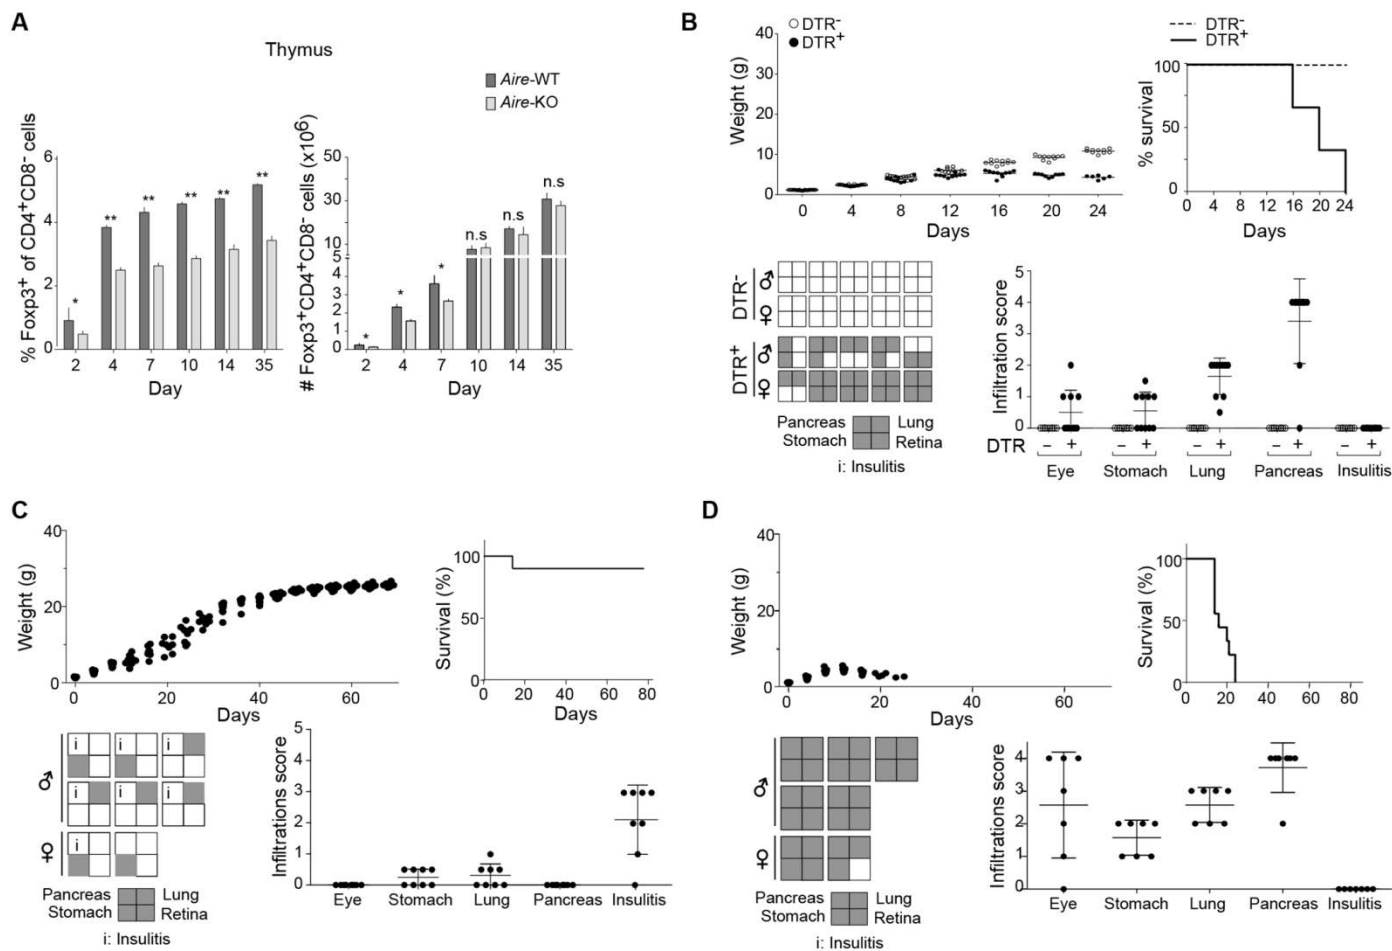 A
Thymus
Aire-WT
Aire-KO
% Foxp3+ of CD4+CD8- cells
6
4
2
0
* ** ** ** ** **
2 4 7 10 14 35
Day
# Foxp3+CD4+CD8- cells (x10^6)
50
30
10
5
4
3
2
1
0
* * * n.s n.s n.s
2 4 7 10 14 35
Day
B
DTR-
DTR+
Weight (g)
40
30
20
10
0
0 4 8 12 16 20 24
Days
DTR-
DTR+
% survival
100
50
0
0 4 8 12 16 20 24
Days
DTR-
♂
♀
DTR+
♂
♀
Pancreas Lung
Stomach Retina
i: Insulitis
Infiltration score
5
4
3
2
1
0
DTR − + − + − + − + − +
Eye Stomach Lung Pancreas Insulitis
C
Weight (g)
40
20
0
0 20 40 60
Days
Survival (%)
100
50
0
0 20 40 60 80
Days
♂
i i i
i i i
♀
i
Pancreas Lung
Stomach Retina
i: Insulitis
Infiltrations score
5
4
3
2
1
0
Eye Stomach Lung Pancreas Insulitis
D
Weight (g)
40
20
0
0 20 40 60
Days
Survival (%)
100
50
0
0 20 40 60 80
Days
♂
♀
Pancreas Lung
Stomach Retina
i: Insulitis
Infiltrations score
4
3
2
1
0
Eye Stomach Lung Pancreas Insulitis